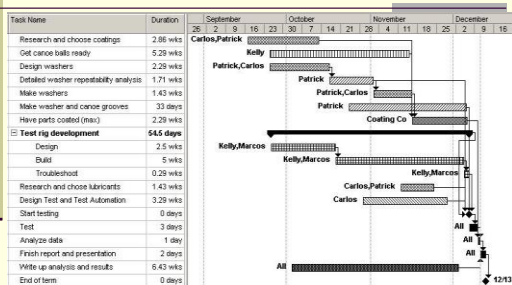 Task Name Duration September October November December
26 2 9 16 23 30 7 14 21 28 4 11 18 25 2 9 16
Research and choose coatings 2.86 wks Carlos,Patrick
Get canoe balls ready 5.29 wks Kelly
Design washers 2.29 wks Patrick,Carlos
Detailed washer repeatability analysis 1.71 wks Patrick
Make washers 1.43 wks Patrick,Carlos
Make washer and canoe grooves 33 days Patrick
Have parts coated (max) 2.29 wks Coating Co
Test rig development 54.5 days
Design 2.5 wks Kelly,Marcos
Build 5 wks Kelly,Marcos
Troubleshoot 0.29 wks Kelly,Marcos
Research and chose lubricants 1.43 wks Carlos,Patrick
Design Test and Test Automation 3.29 wks Carlos
Start testing 0 days
Test 3 days All
Analyze data 1 day All
Finish report and presentation 2 days All
Write up analysis and results 6.43 wks All
End of term 0 days 12/13